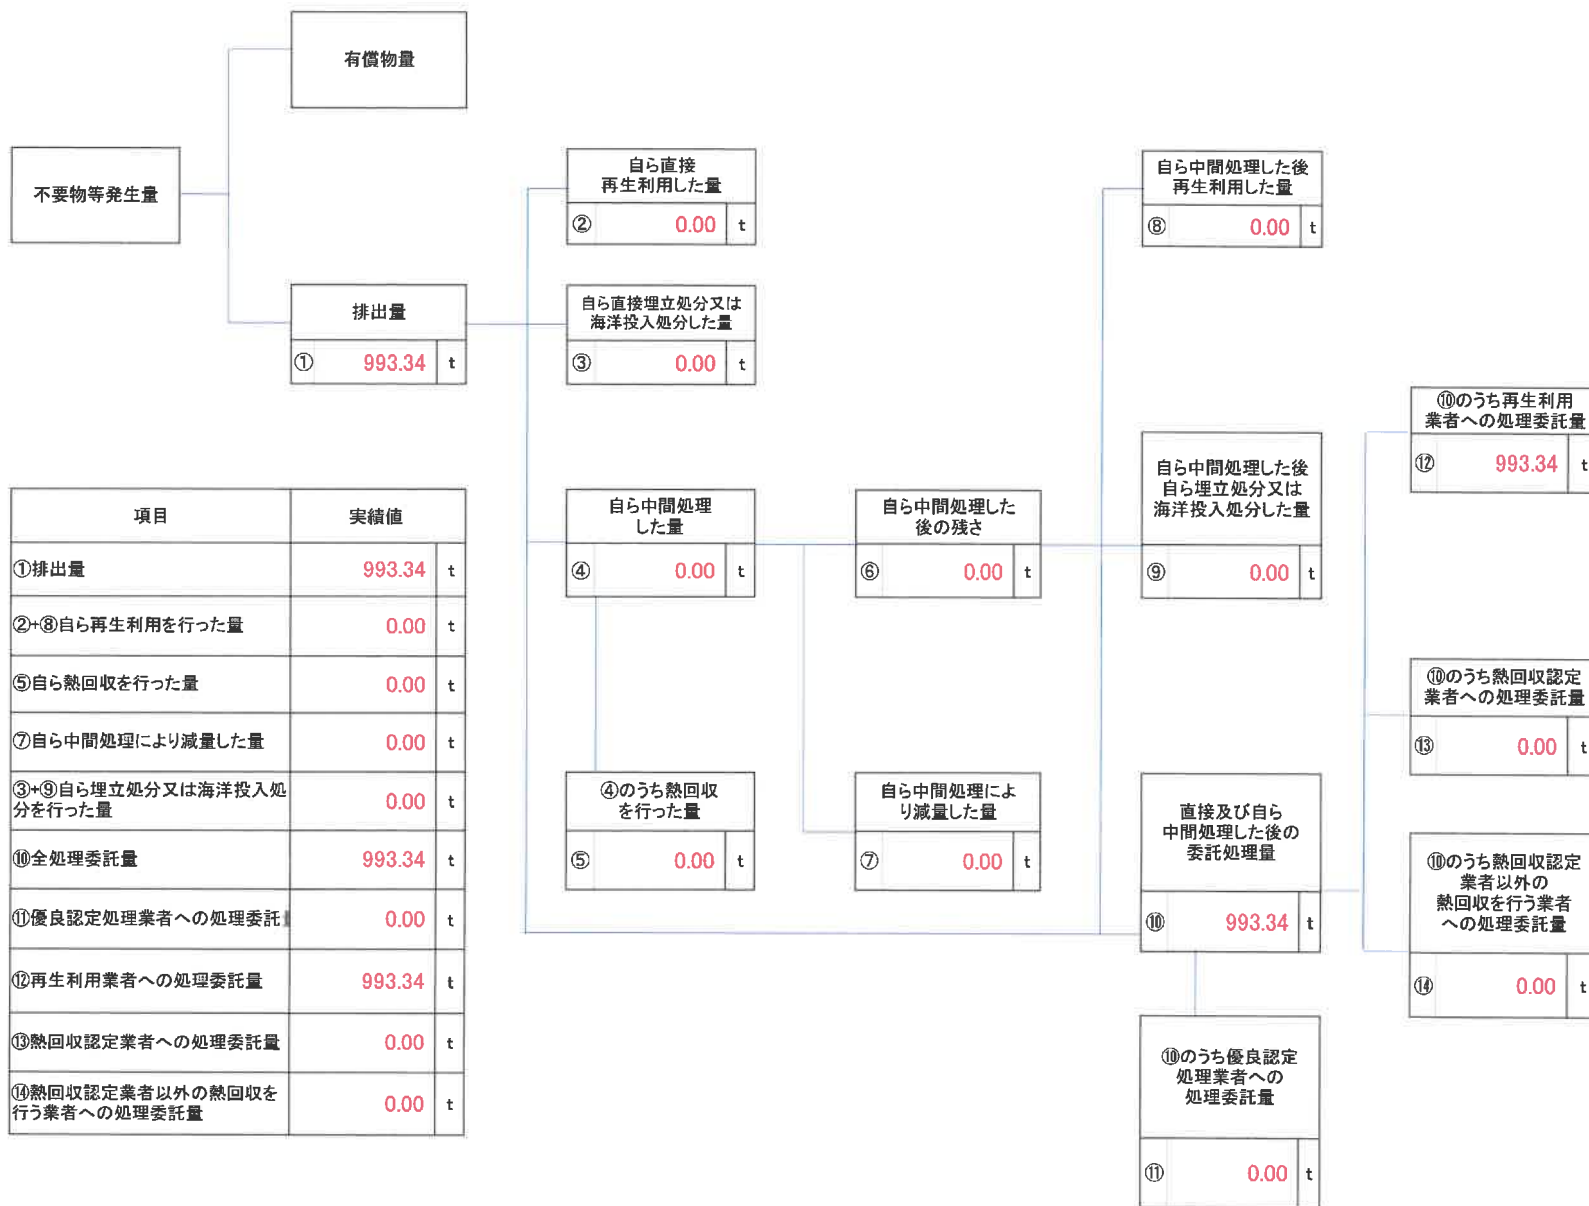 有償物量
不要物等発生量
排出量
① 993.34 t
自ら直接
再生利用した量
② 0.00 t
自ら直接埋立処分又は
海洋投入処分した量
③ 0.00 t
自ら中間処理
した量
④ 0.00 t
④のうち熱回収
を行った量
⑤ 0.00 t
自ら中間処理した
後の残さ
⑥ 0.00 t
自ら中間処理によ
り減量した量
⑦ 0.00 t
自ら中間処理した後
再生利用した量
⑧ 0.00 t
自ら中間処理した後
自ら埋立処分又は
海洋投入処分した量
⑨ 0.00 t
直接及び自ら
中間処理した後の
委託処理量
⑩ 993.34 t
⑩のうち優良認定
処理業者への
処理委託量
⑪ 0.00 t
⑩のうち再生利用
業者への処理委託量
⑫ 993.34 t
⑩のうち熱回収認定
業者への処理委託量
⑬ 0.00 t
⑩のうち熱回収認定
業者以外の
熱回収を行う業者
への処理委託量
⑭ 0.00 t
項目 実績値
①排出量 993.34 t
②+⑧自ら再生利用を行った量 0.00 t
⑤自ら熱回収を行った量 0.00 t
⑦自ら中間処理により減量した量 0.00 t
③+⑨自ら埋立処分又は海洋投入処
分を行った量 0.00 t
⑩全処理委託量 993.34 t
⑪優良認定処理業者への処理委託 0.00 t
⑫再生利用業者への処理委託量 993.34 t
⑬熱回収認定業者への処理委託量 0.00 t
⑭熱回収認定業者以外の熱回収を
行う業者への処理委託量 0.00 t